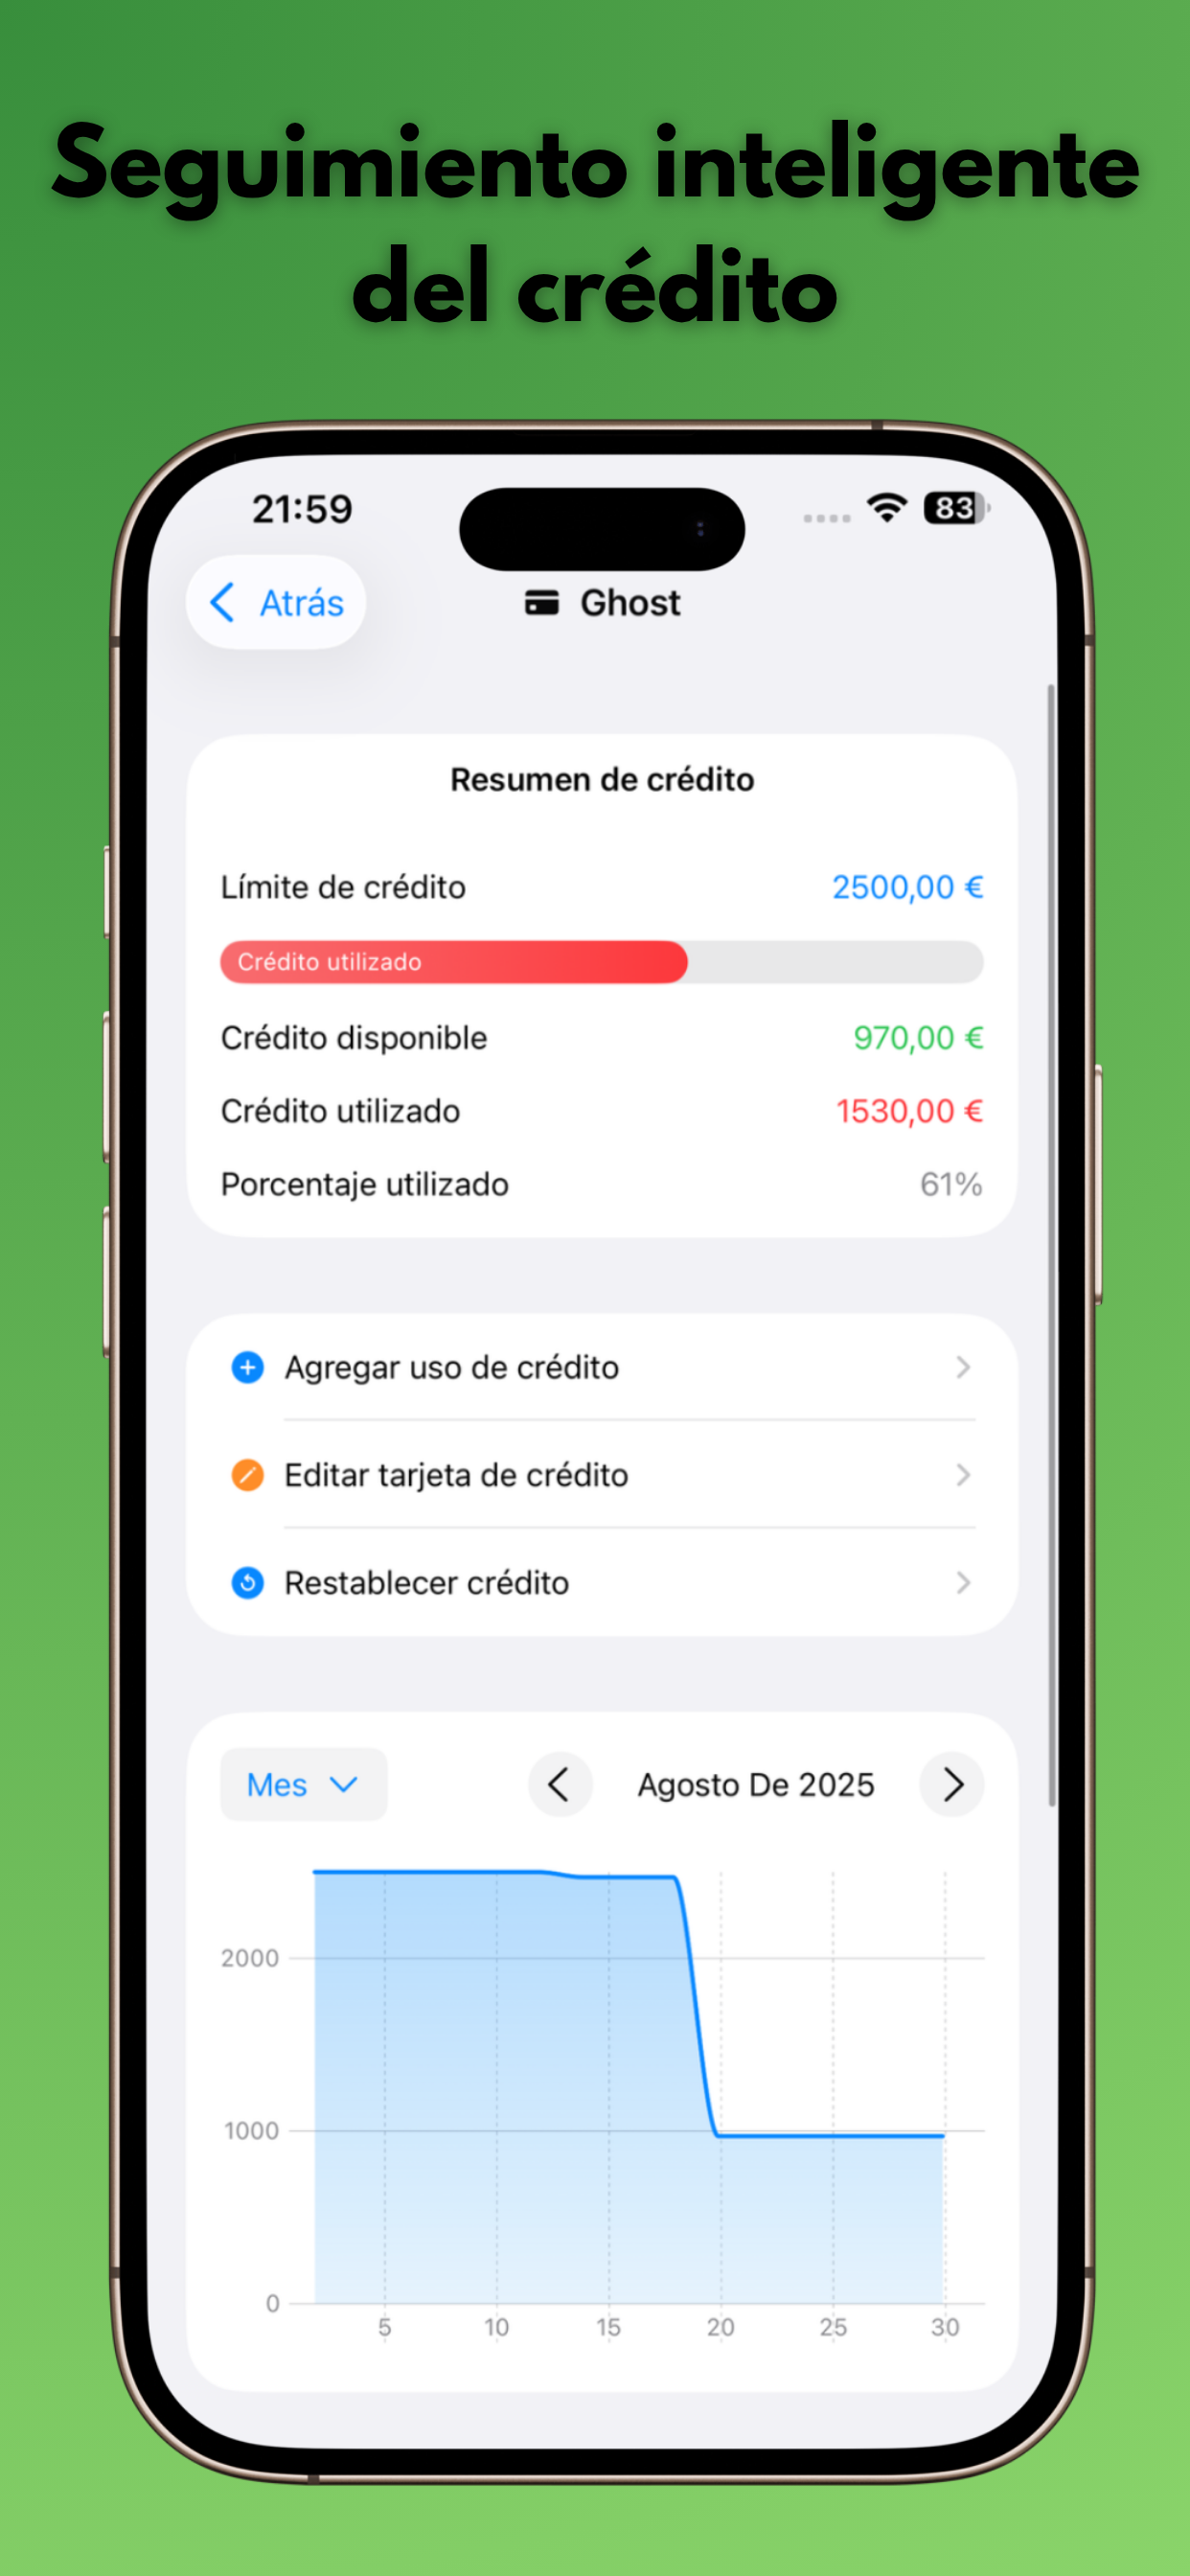 Seguimiento inteligente
del crédito
21:59
83
Atrás
Ghost
Resumen de crédito
Límite de crédito 2500,00 €
Crédito utilizado
Crédito disponible 970,00 €
Crédito utilizado 1530,00 €
Porcentaje utilizado 61%
Agregar uso de crédito
Editar tarjeta de crédito
Restablecer crédito
Mes Agosto De 2025
2000
1000
0
5 10 15 20 25 30